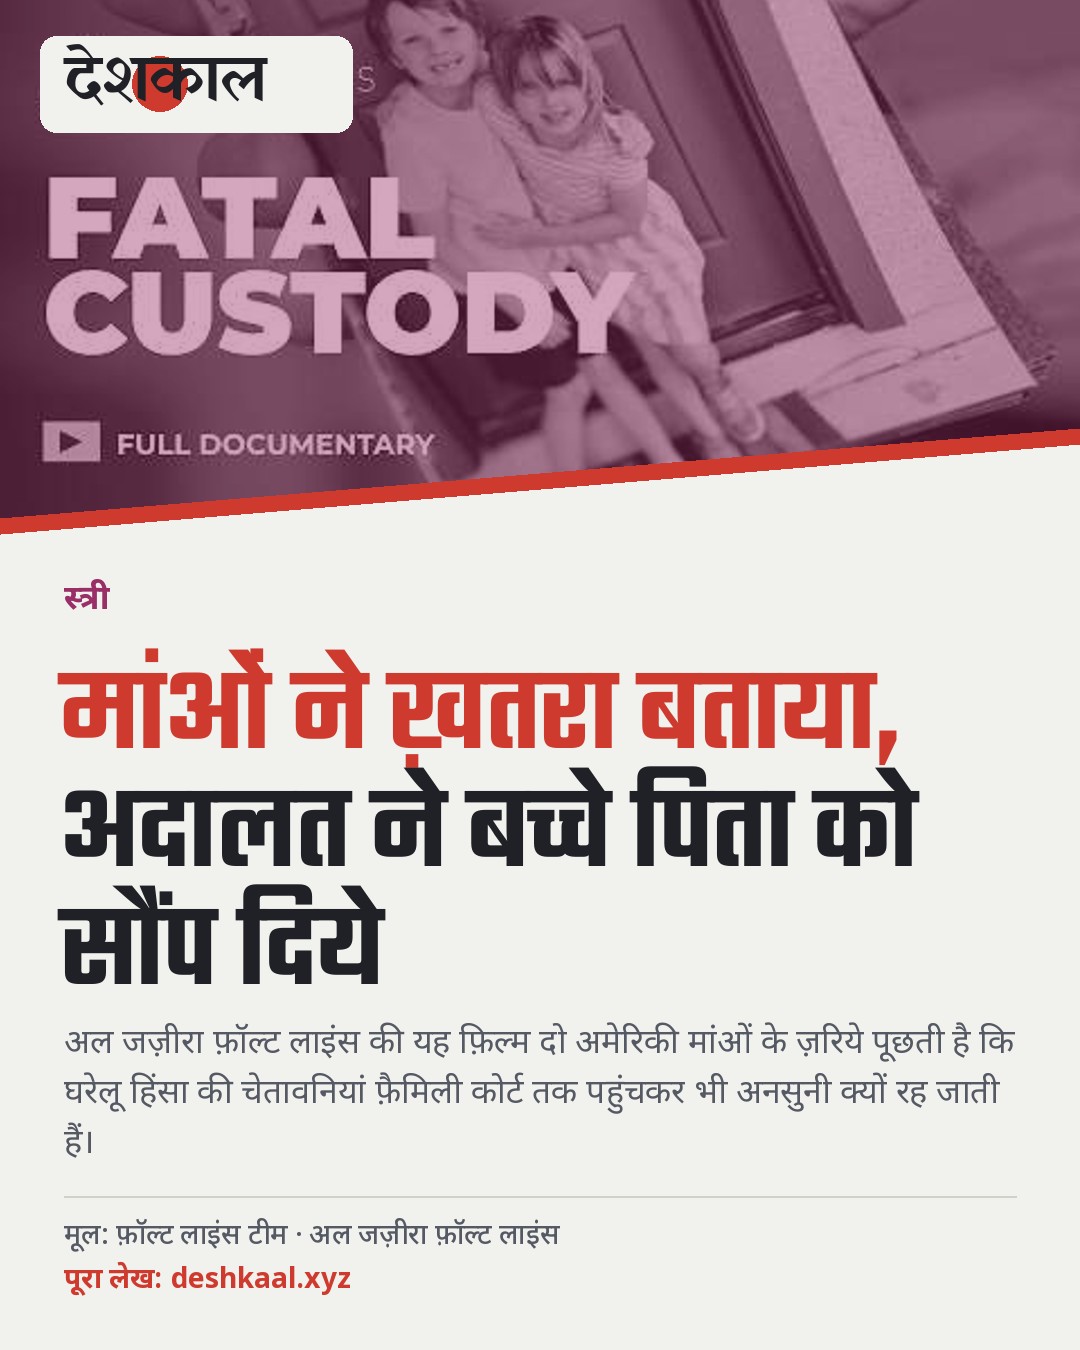 देशकाल
S
FATAL
CUSTODY
FULL DOCUMENTARY
स्त्री
मांओं ने ख़तरा बताया,
अदालत ने बच्चे पिता को
सौंप दिये
अल जज़ीरा फ़ॉल्ट लाइंस की यह फ़िल्म दो अमेरिकी मांओं के ज़रिये पूछती है कि
घरेलू हिंसा की चेतावनियां फ़ैमिली कोर्ट तक पहुंचकर भी अनसुनी क्यों रह जाती
हैं।
मूल: फ़ॉल्ट लाइंस टीम · अल जज़ीरा फ़ॉल्ट लाइंस
पूरा लेख: deshkaal.xyz